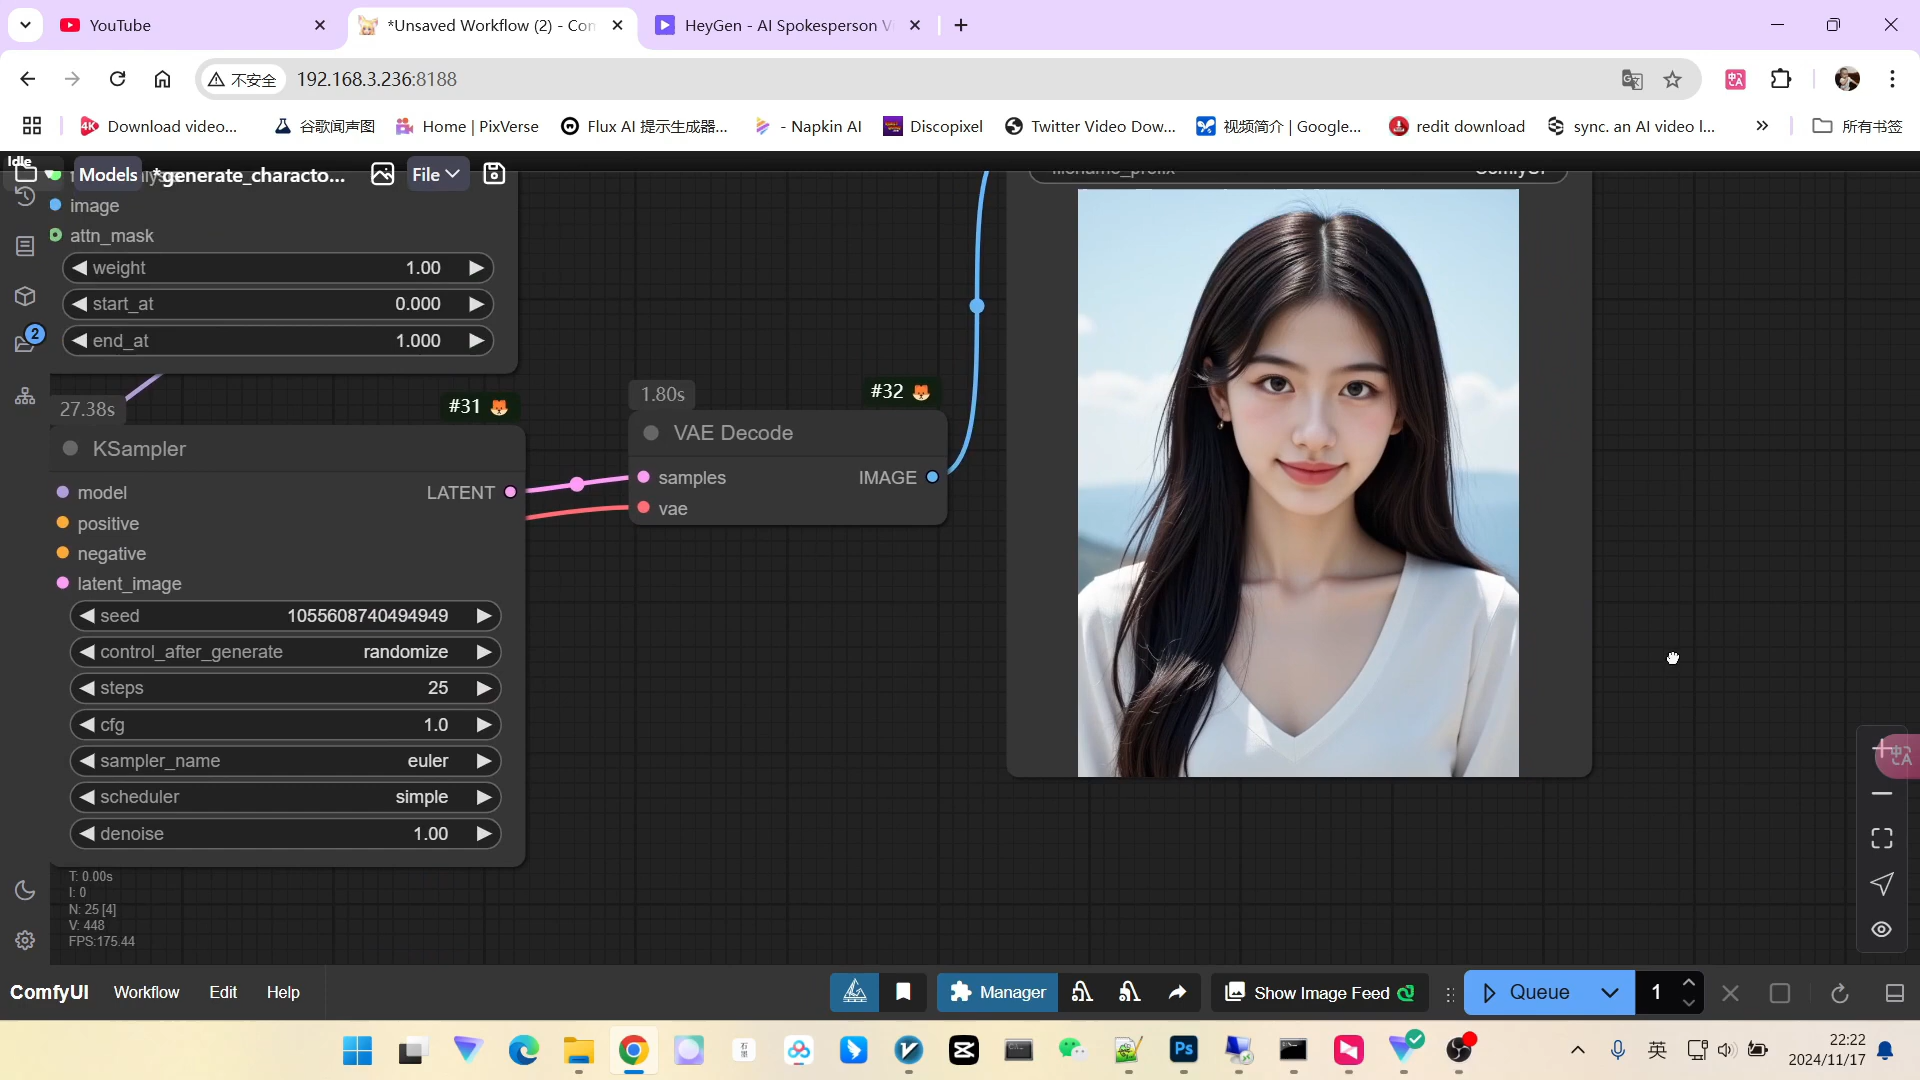 YouTube
*Unsaved Workflow (2) - Con
HeyGen - AI Spokesperson V
不安全
192.168.3.236:8188
Download video...
谷歌闻声图
Home | PixVerse
Flux AI 提示生成器...
- Napkin AI
Discopixel
Twitter Video Dow...
视频简介 | Google...
redit download
sync. an AI video l...
所有书签
Idle
Models
*generate_characto...
File
filename_prefix
ComfyUI
image
attn_mask
weight 1.00
start_at 0.000
end_at 1.000
2
27.38s
#31
KSampler
model
LATENT
positive
negative
latent_image
seed 1055608740494949
control_after_generate randomize
steps 25
cfg 1.0
sampler_name euler
scheduler simple
denoise 1.00
1.80s
#32
VAE Decode
samples
IMAGE
vae
T: 0.00s
I: 0
N: 25 [4]
V: 448
FPS:175.44
ComfyUI
Workflow
Edit
Help
Manager
Show Image Feed
Queue
1
Ps
英
22:22
2024/11/17